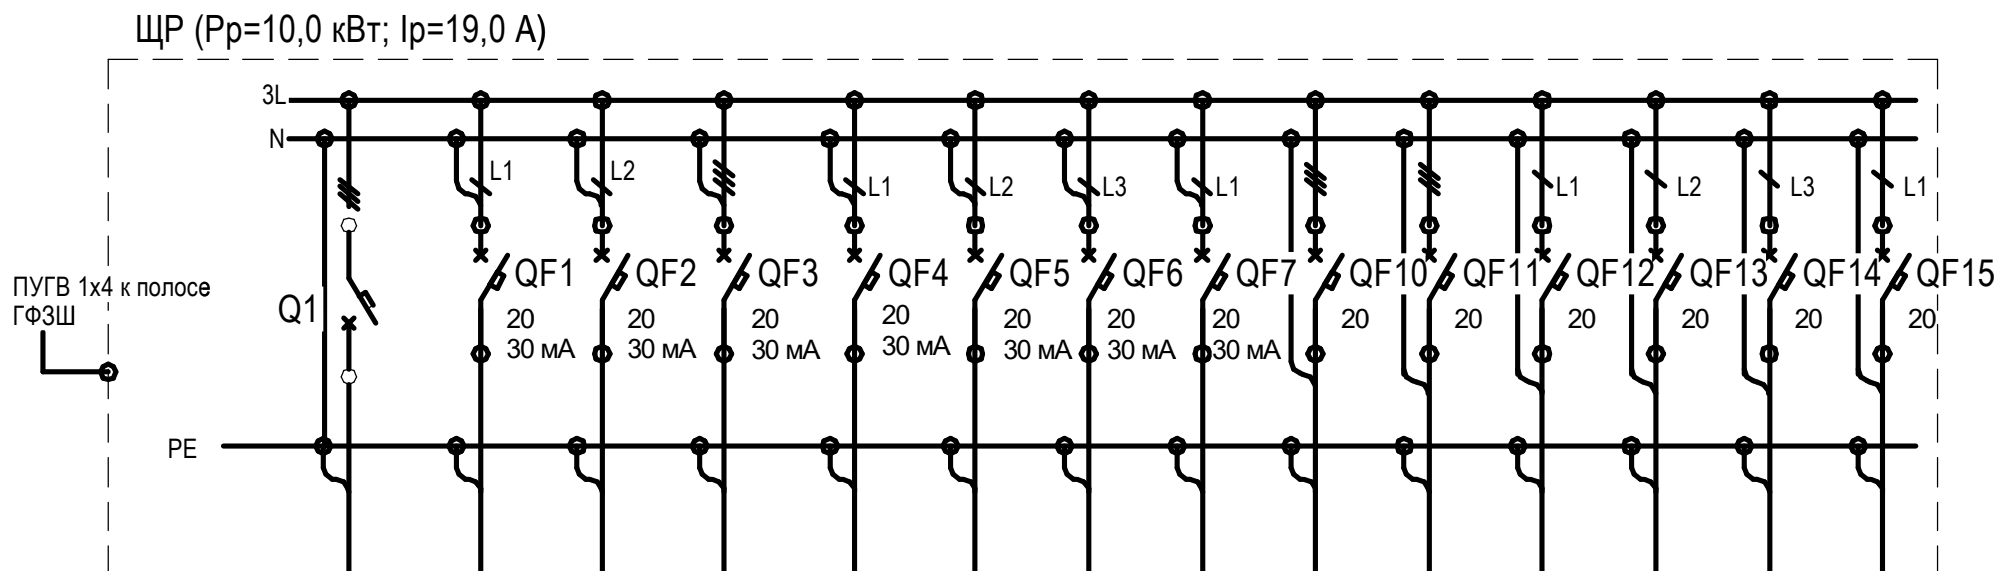 ЩР (Рр=10,0 кВт; Iр=19,0 А)
3L
N
L1
L2
L1
L2
L3
L1
L1
L2
L3
L1
ПУГВ 1х4 к полосе
ГФЗШ
Q1
QF1
QF2
QF3
QF4
QF5
QF6
QF7
QF10
QF11
QF12
QF13
QF14
QF15
20
30 мА
20
30 мА
20
30 мА
20
30 мА
20
30 мА
20
30 мА
20
30 мА
20
20
20
20
20
20
PE